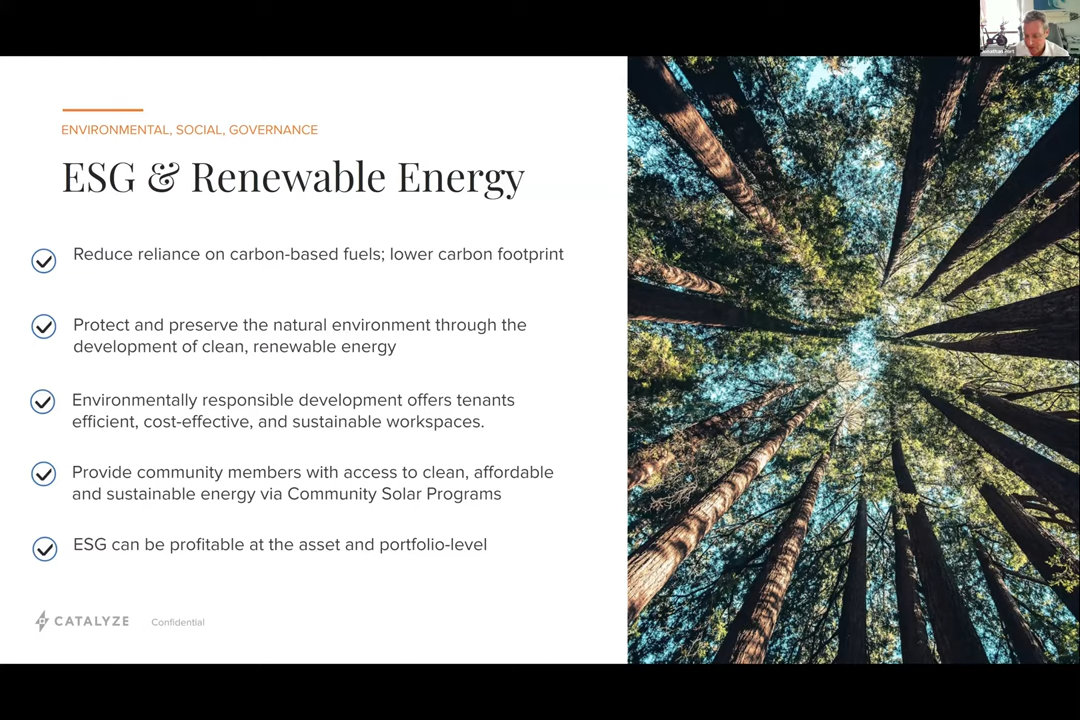 ENVIRONMENTAL, SOCIAL, GOVERNANCE
ESG & Renewable Energy
Reduce reliance on carbon-based fuels; lower carbon footprint
Protect and preserve the natural environment through the
development of clean, renewable energy
Environmentally responsible development offers tenants
efficient, cost-effective, and sustainable workspaces.
Provide community members with access to clean, affordable
and sustainable energy via Community Solar Programs
ESG can be profitable at the asset and portfolio-level
CATALYZE Confidential